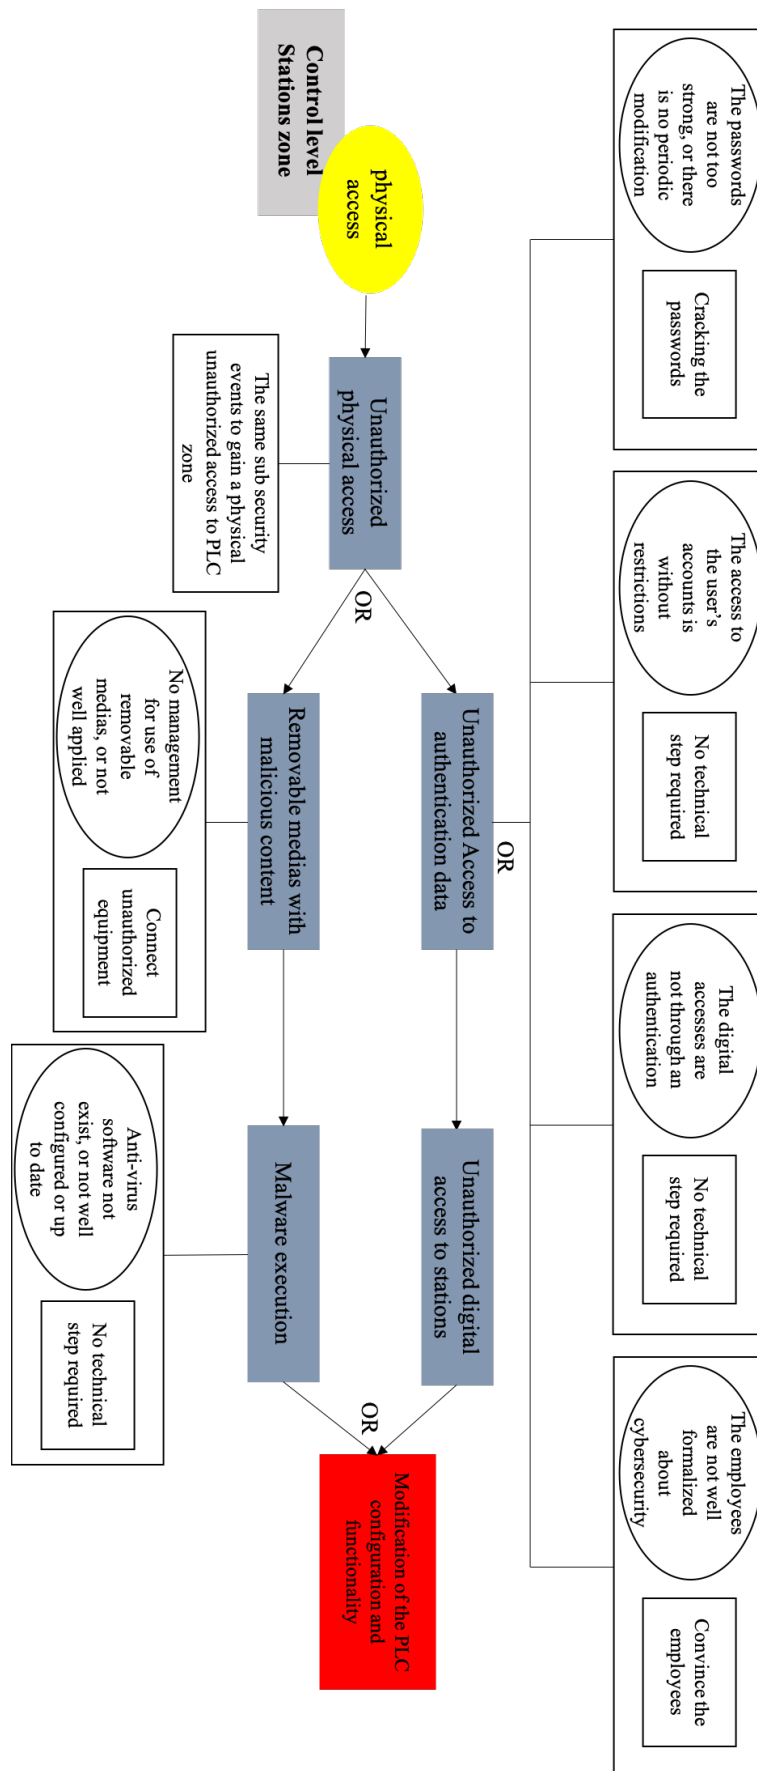 The passwords
are not too
strong, or there
is no periodic
modification
Cracking the
passwords
The access to
the user's
accounts is
without
restrictions
No technical
step required
The digital
accesses are
not through an
authentication
No technical
step required
The employees
are not well
formalized
about
cybersecurity
Convince the
employees
OR
Control level
Stations zone
physical
access
Unauthorized
physical access
The same sub security
events to gain a physical
unauthorized access to PLC
zone
OR
Unauthorized Access to
authentication data
Unauthorized digital
access to stations
Removable medias with
malicious content
Malware execution
OR
Modification of the PLC
configuration and
functionality
No management
for use of
removable
medias, or not
well applied
Connect
unauthorized
equipment
Anti-virus
software not
exist, or not well
configured or up
to date
No technical
step required